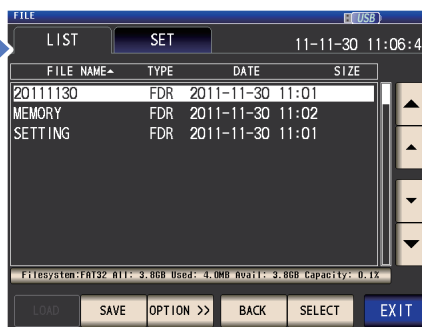 FILE USB
LIST SET 11-11-30 11:06:4
FILE NAME▲ TYPE DATE SIZE
20111130 FDR 2011-11-30 11:01
MEMORY FDR 2011-11-30 11:02
SETTING FDR 2011-11-30 11:01
Filesystem:FAT32 All: 3.8GB Used: 4.0MB Avail: 3.8GB Capacity: 0.1%
LOAD SAVE OPTION >> BACK SELECT EXIT